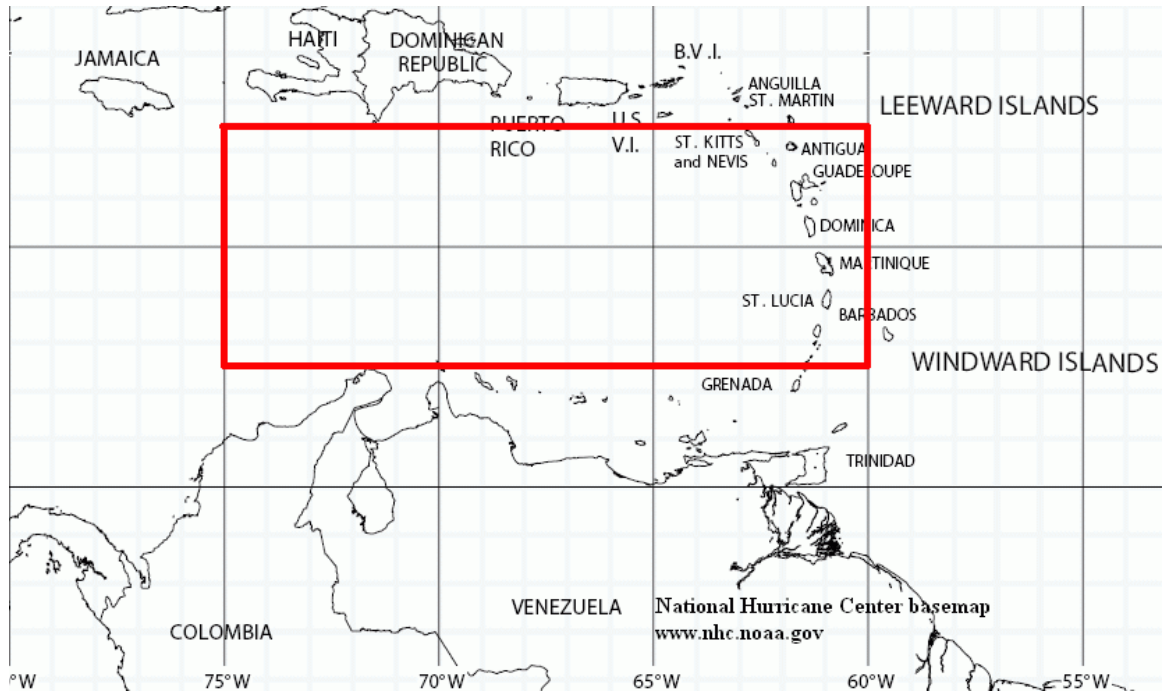 JAMAICA
HAITI
DOMINICAN
REPUBLIC
B.V .I.
ANGUILLA
ST. MARTIN
LEEWARD ISLANDS
PUERTO
RICO
U.S.
V.I.
ST. KITTS
and NEVIS
ANTIGUA
GUADELOUPE
DOMINICA
MARTINIQUE
ST. LUCIA
BARBADOS
WINDWARD ISLANDS
GRENADA
TRINIDAD
VENEZUELA
COLOMBIA
National Hurricane Center basemap
www.nhc.noaa.gov
°W 75°W 70°W 65°W 60°W 55°W